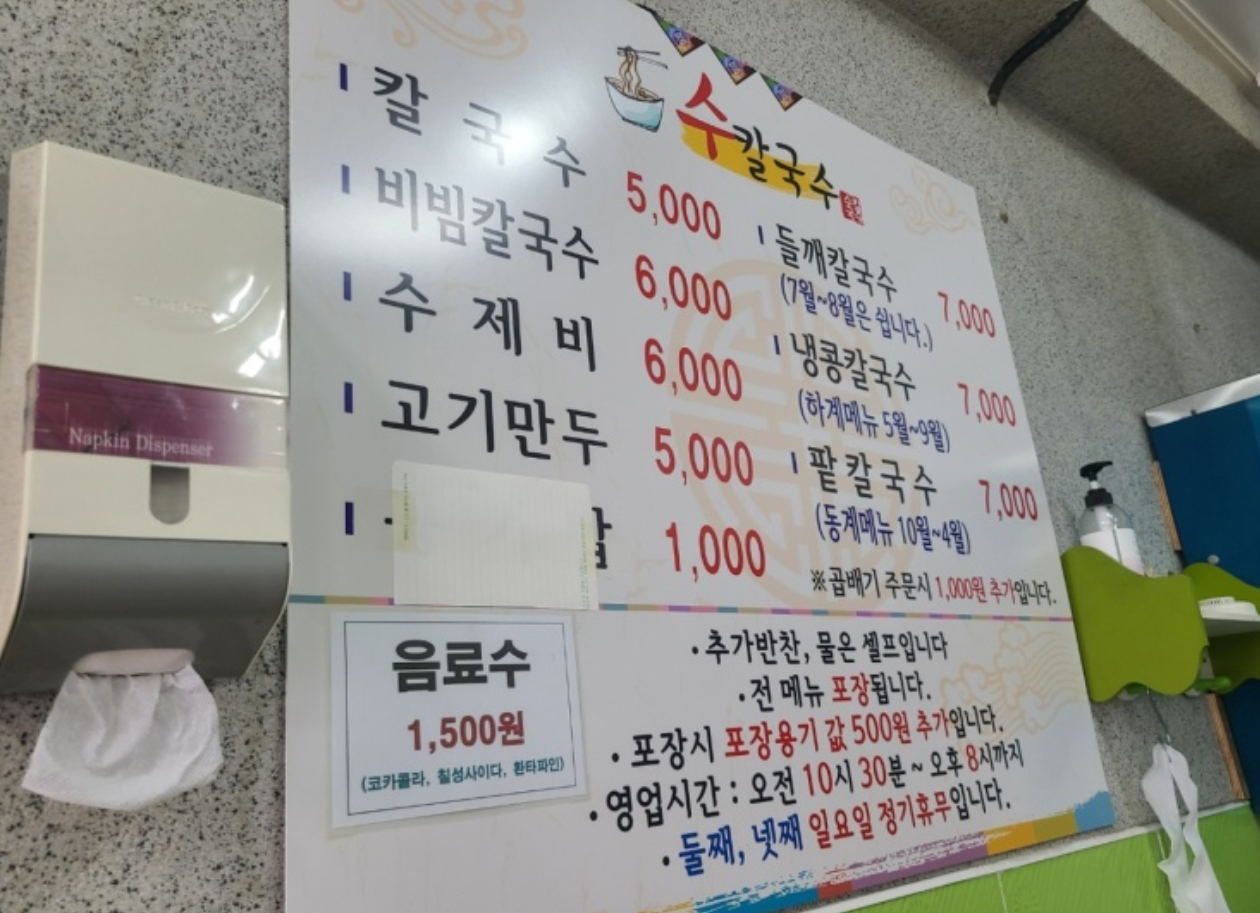 수칼국수
칼국수 5,000
비빔칼국수 6,000
수제비 6,000
고기만두 5,000
1,000
들깨칼국수 7,000
(7월~8월은 쉽니다.)
냉콩칼국수 7,000
(하계메뉴 5월~9월)
팥칼국수 7,000
(동계메뉴 10월~4월)
※곱배기 주문시 1,000원 추가입니다.
음료수
1,500원
(코카콜라, 칠성사이다, 환타파인)
·추가반찬, 물은 셀프입니다
·전 메뉴 포장됩니다.
·포장시 포장용기 값 500원 추가입니다.
·영업시간 : 오전 10시 30분 ~ 오후 8시까지
·둘째, 넷째 일요일 정기휴무입니다.
Napkin Dispenser